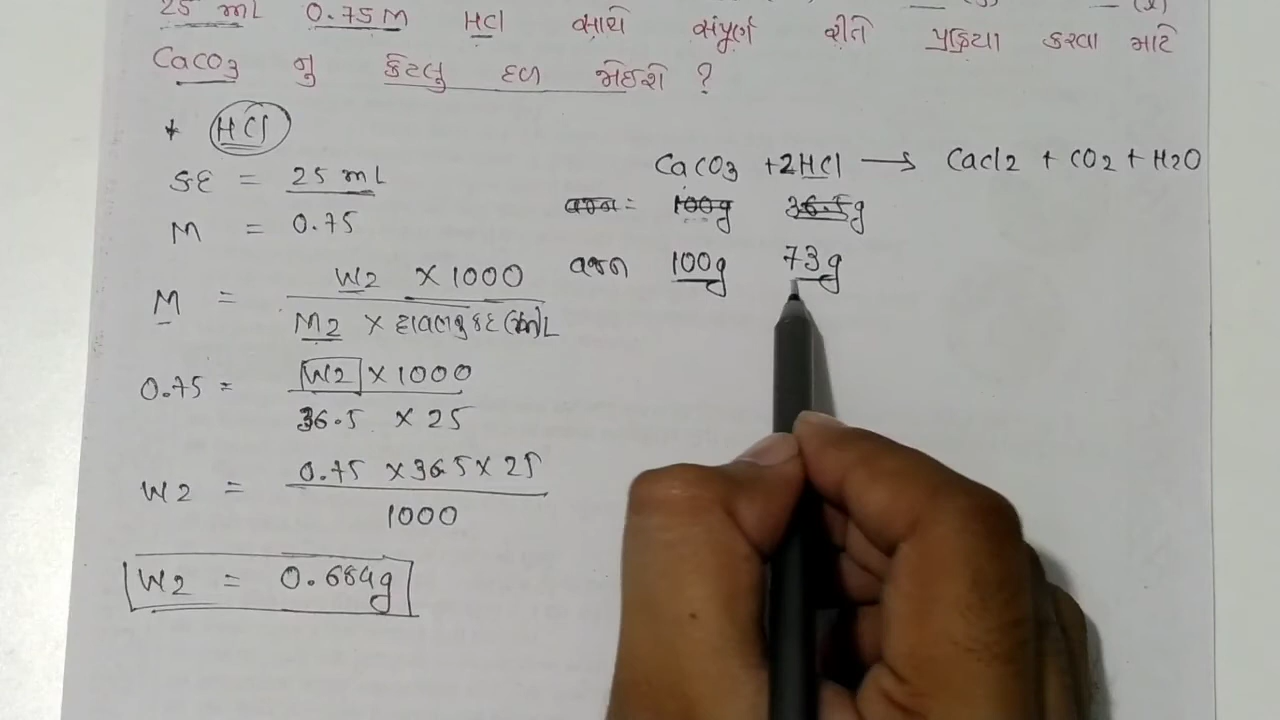 25 mL 0.75M HCl સાથે સંપૂર્ણ રીતે પ્રક્રિયા કરવા માટે
CaCO3 નુ કેટલુ દળ જોઈશે ?
* HCl
કદ = 25 mL
M = 0.75
M = W2 × 1000
M2 × દ્રાવણનુ કદ (mL)
0.75 = W2 × 1000
36.5 × 25
W2 = 0.75 × 36.5 × 25
1000
W2 = 0.684g
CaCO3 + 2HCl → CaCl2 + CO2 + H2O
વજન = 100g 36.5g
વજન 100g 73g